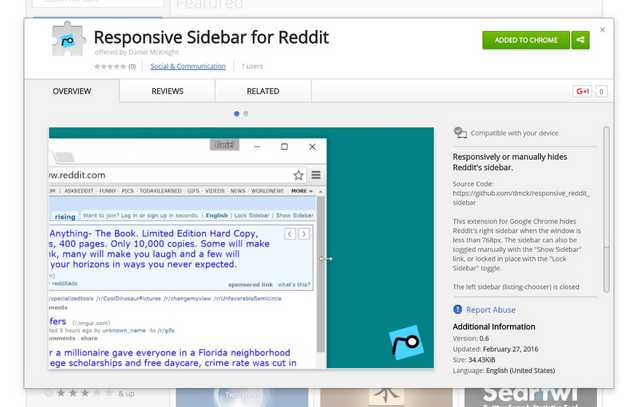 Featured
Responsive Sidebar for Reddit
offered by Daniel McKnight
(0)
Social & Communication
1 users
ADDED TO CHROME
OVERVIEW
REVIEWS
RELATED
G+1
0
ww.reddit.com
ASKREDDIT · FUNNY · PICS · TODAYILEARNED · GIFS · VIDEOS · NEWS · WORLDNEWS MORE »
rising
Want to join? Log in or sign up in seconds. | English | Lock Sidebar | Show Sidebar
Anything- The Book. Limited Edition Hard Copy,
s, 400 pages. Only 10,000 copies. Some will make
nk, many will make you laugh and a few will
your horizons in ways you never expected.
redditads
sponsored link
what's this?
/specializedtools /r/CoolDinosaurPictures /r/changemyview /r/UnfavorableSemicircle
ments
fers (i.imgur.com)
ted 5 hours ago by unknown_name to /r/gifs
omments share
r a millionaire gave everyone in a Florida neighborhood
ege scholarships and free daycare, crime rate was cut in
Compatible with your device
Responsively or manually hides
Reddit's sidebar.
Source Code:
https://github.com/dmck/responsive_reddit_
sidebar
This extension for Google Chrome hides
Reddit's right sidebar when the window is
less than 768px. The sidebar can also be
toggled manually with the "Show Sidebar"
link, or locked in place with the "Lock
Sidebar" toggle.
The left sidebar (listing-chooser) is closed
Report Abuse
Additional Information
Version: 0.6
Updated: February 27, 2016
Size: 34.43KiB
Language: English (United States)
& up